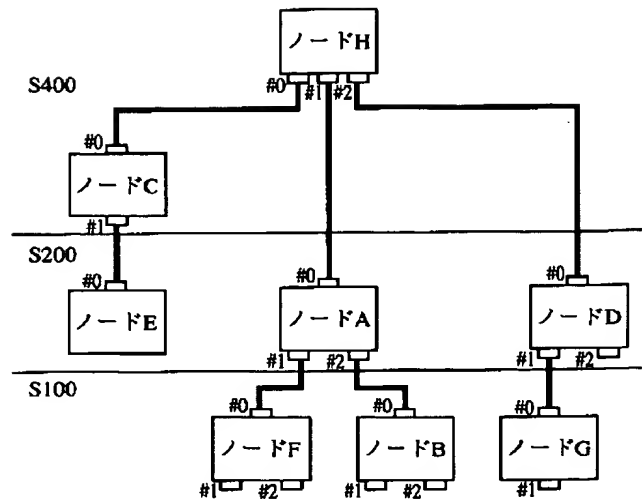 ノードH
S400
#0 #1 #2
#0
ノードC
#1
S200
#0 #0 #0
ノードE ノードA ノードD
#1 #2 #1 #2
S100
#0 #0 #0
ノードF ノードB ノードG
#1 #2 #1 #2 #1